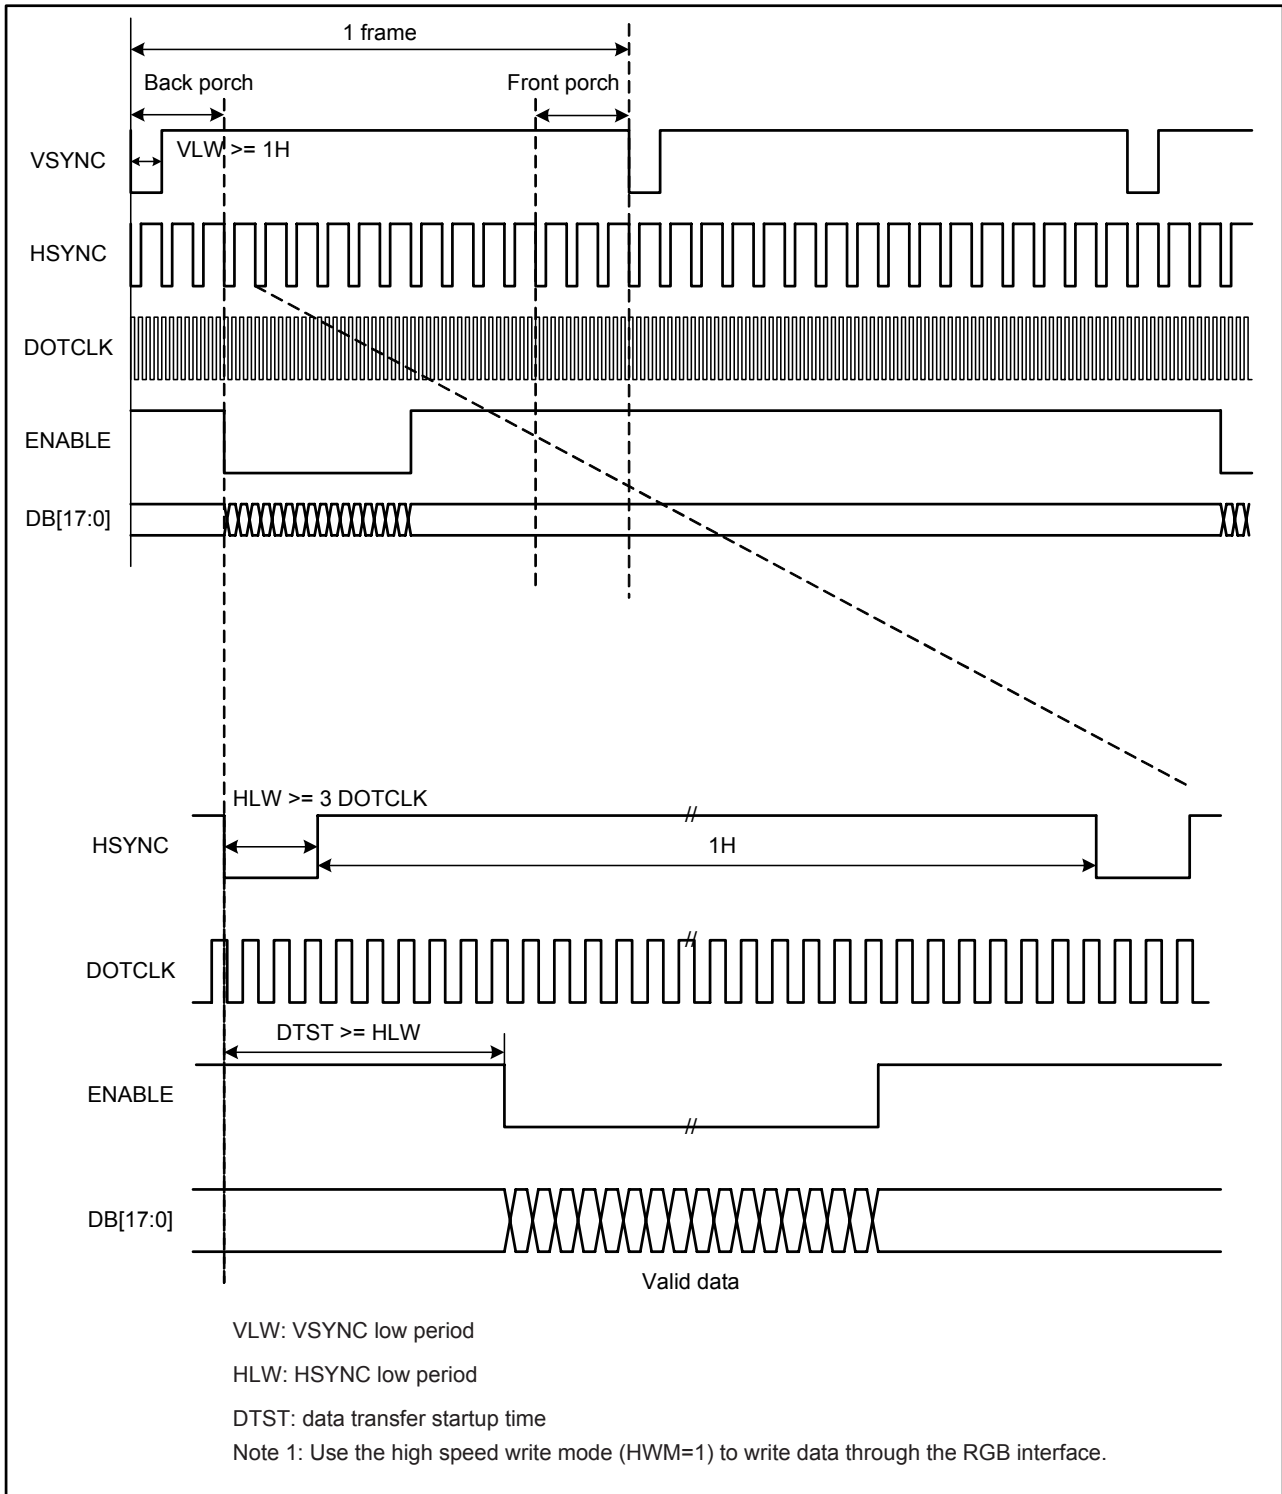 1 frame
Back porch
Front porch
VLW >= 1H
VSYNC
HSYNC
DOTCLK
ENABLE
DB[17:0]
HLW >= 3 DOTCLK
HSYNC
1H
DOTCLK
DTST >= HLW
ENABLE
DB[17:0]
Valid data
VLW: VSYNC low period
HLW: HSYNC low period
DTST: data transfer startup time
Note 1: Use the high speed write mode (HWM=1) to write data through the RGB interface.